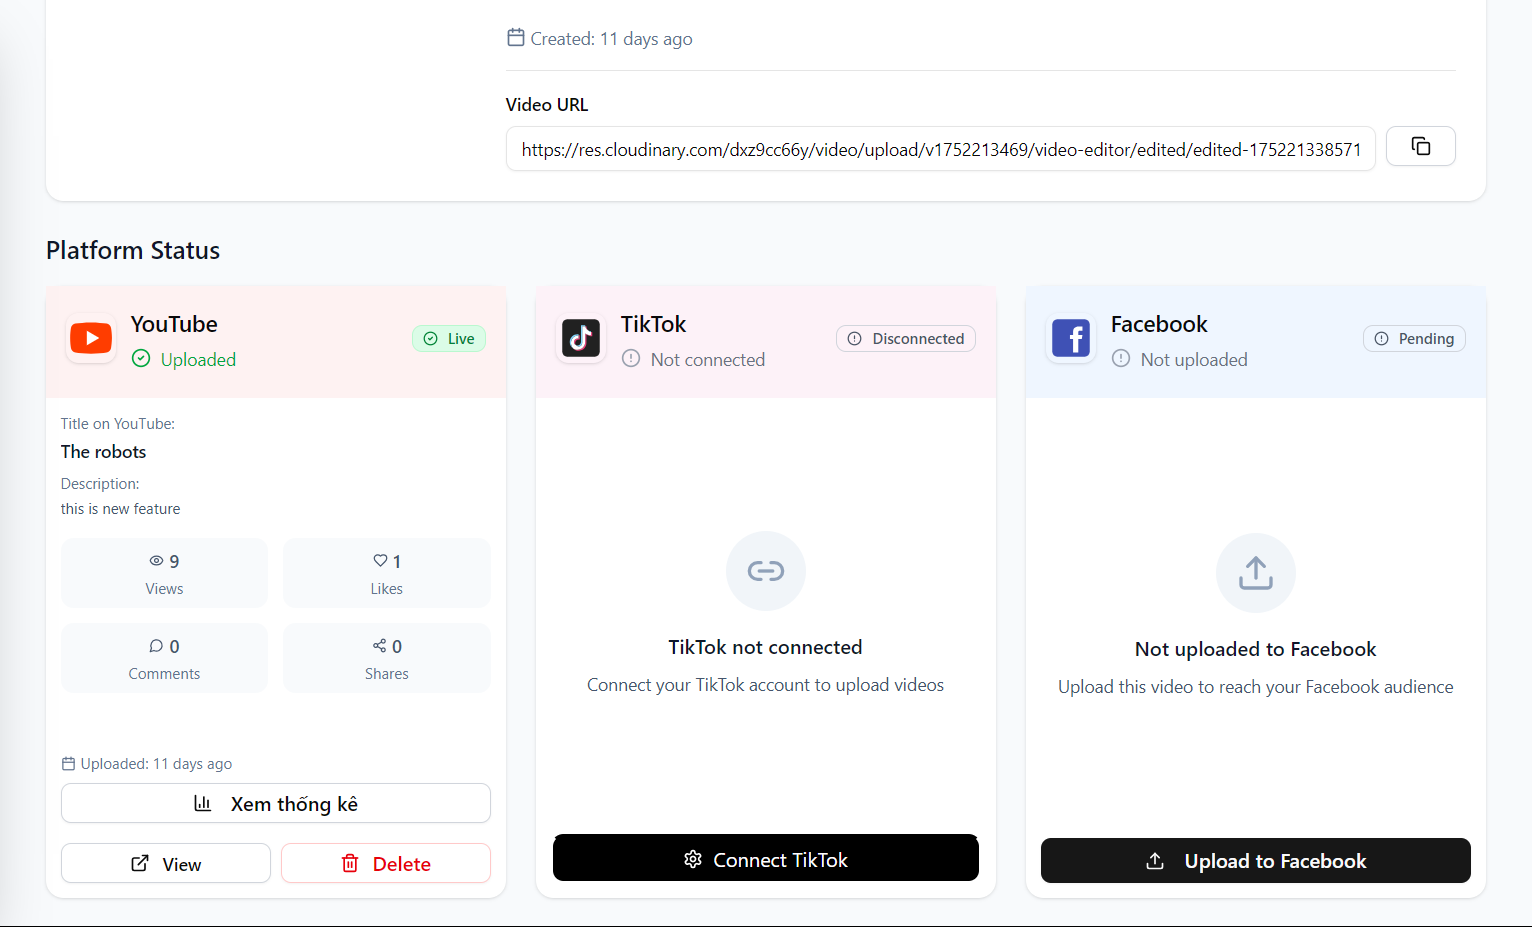 Created: 11 days ago
Video URL
https://res.cloudinary.com/dxz9cc66y/video/upload/v1752213469/video-editor/edited/edited-175221338571
Platform Status
YouTube
Uploaded
Live
Title on YouTube:
The robots
Description:
this is new feature
9
Views
1
Likes
0
Comments
0
Shares
Uploaded: 11 days ago
Xem thống kê
View
Delete
TikTok
Not connected
Disconnected
TikTok not connected
Connect your TikTok account to upload videos
Connect TikTok
Facebook
Not uploaded
Pending
Not uploaded to Facebook
Upload this video to reach your Facebook audience
Upload to Facebook